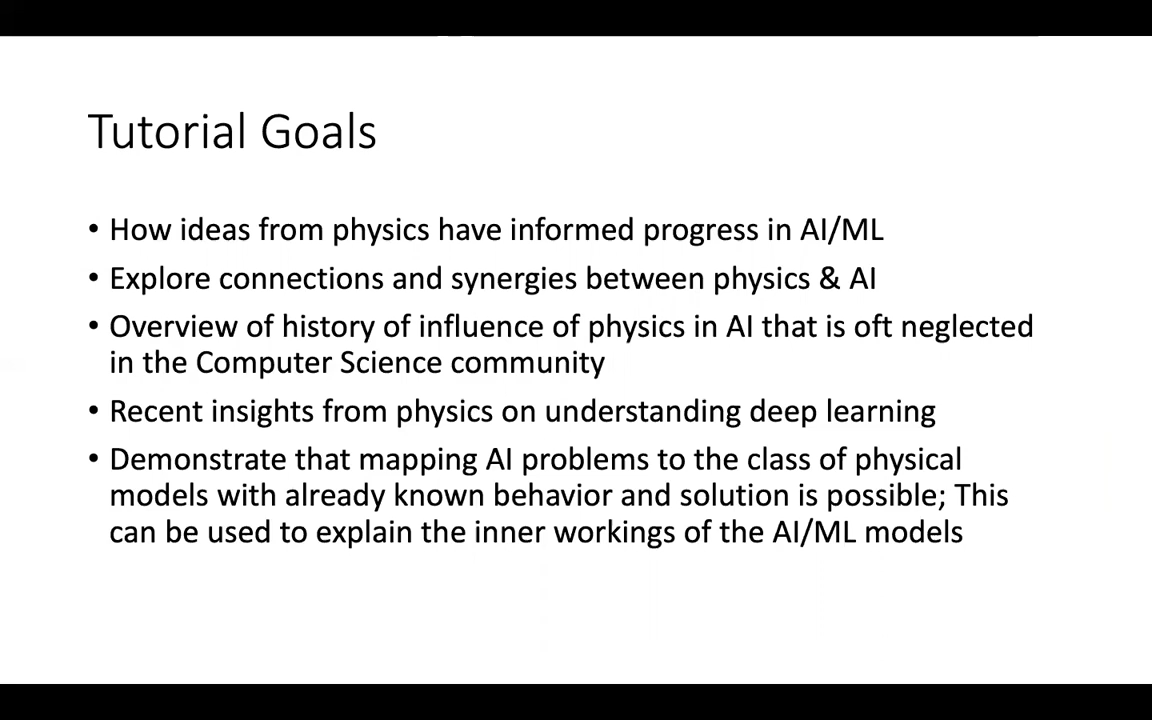 Tutorial Goals
• How ideas from physics have informed progress in AI/ML
• Explore connections and synergies between physics & AI
• Overview of history of influence of physics in AI that is oft neglected
in the Computer Science community
• Recent insights from physics on understanding deep learning
• Demonstrate that mapping AI problems to the class of physical
models with already known behavior and solution is possible; This
can be used to explain the inner workings of the AI/ML models